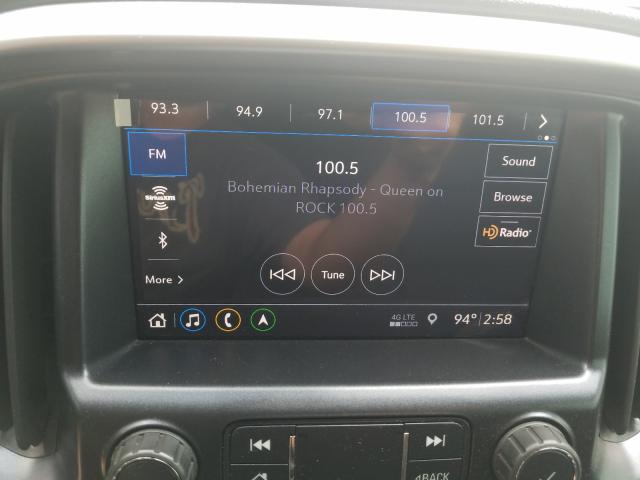 93.3 94.9 97.1 100.5 101.5
FM
100.5
Sound
Bohemian Rhapsody - Queen on
ROCK 100.5
SiriusXM
Browse
HD Radio
More
Tune
4G LTE
94° 2:58
BACK